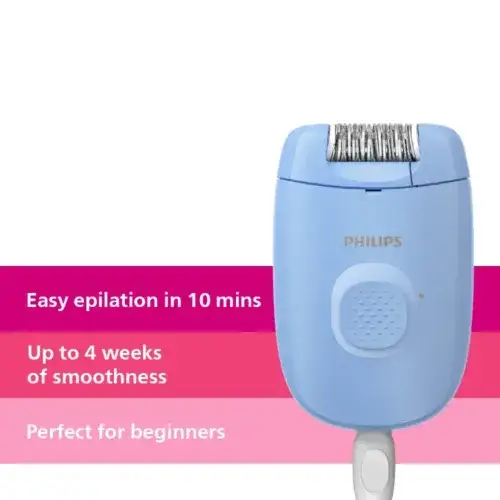 PHILIPS
Easy epilation in 10 mins
Up to 4 weeks
of smoothness
Perfect for beginners